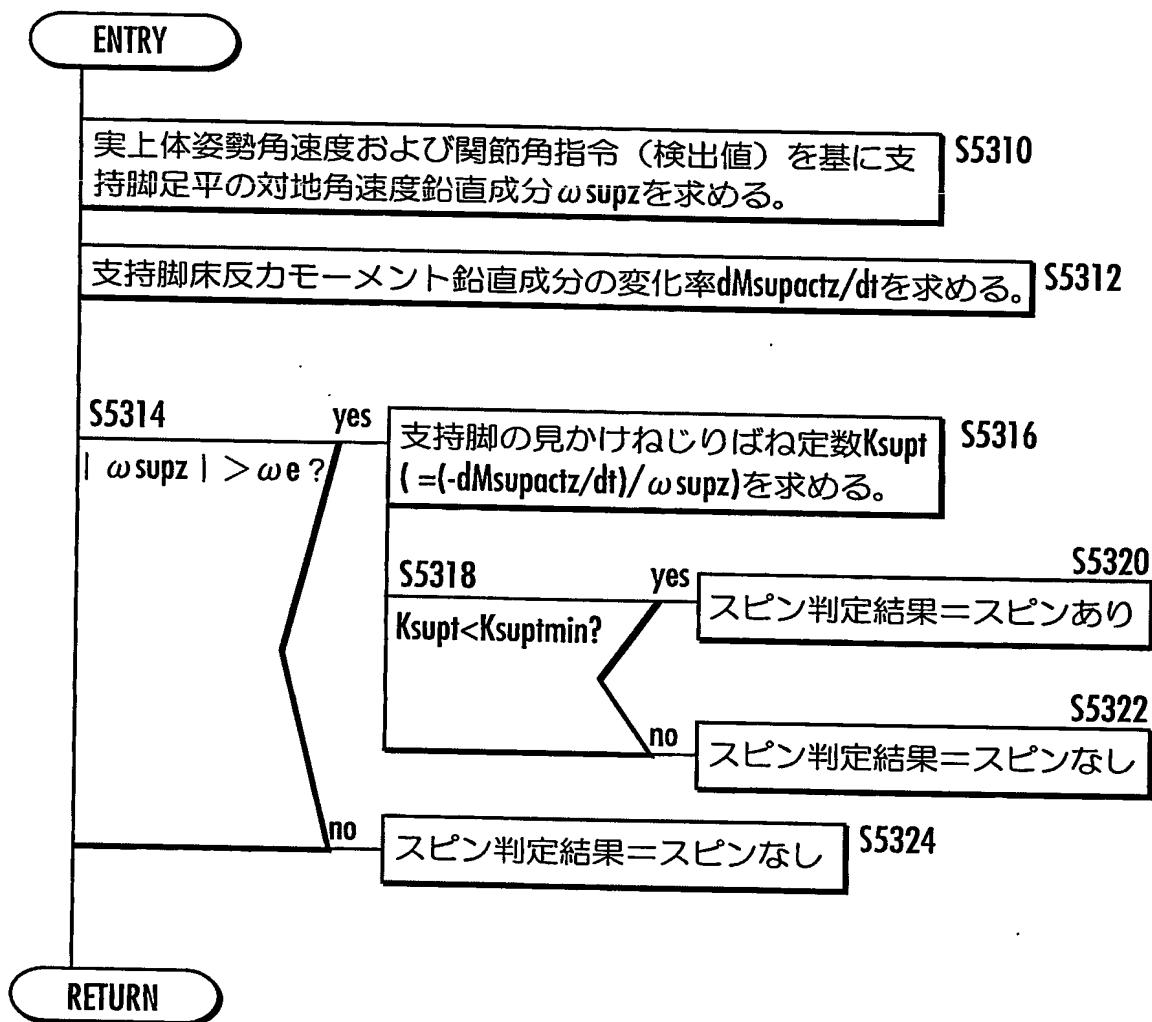 ENTRY
実上体姿勢角速度および関節角指令（検出値）を基に支
持脚足平の対地角速度鉛直成分ωsupzを求める。
S5310
支持脚床反力モーメント鉛直成分の変化率dMsupactz/dtを求める。
S5312
S5314
yes
| ωsupz | ＞ωe？
支持脚の見かけねじりばね定数Ksupt
( =(-dMsupactz/dt)/ωsupz)を求める。
S5316
S5318
yes
Ksupt<Ksuptmin?
S5320
スピン判定結果＝スピンあり
S5322
no
スピン判定結果＝スピンなし
no
スピン判定結果＝スピンなし
S5324
RETURN